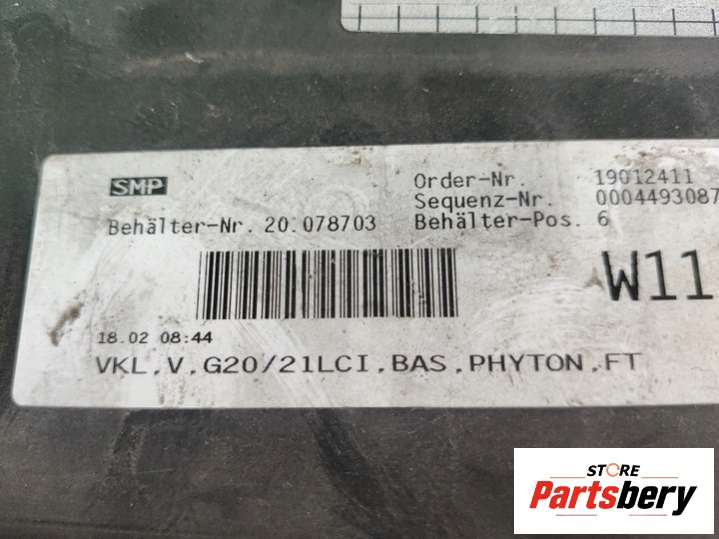 SMP
Order-Nr. 19012411
Sequenz-Nr. 0004493087
Behälter-Nr. 20.078703 Behälter-Pos. 6
W11
18.02 08:44
VKL,V,G20/21LCI,BAS,PHYTON,FT
STORE
Partsbery